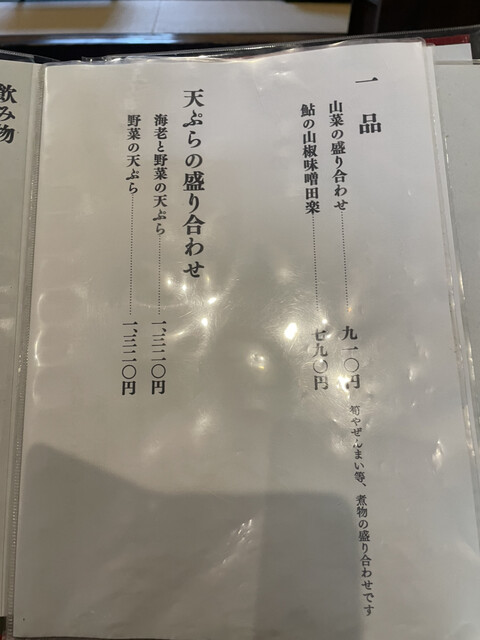 一品
山菜の盛り合わせ……九一〇円
筍やぜんまい等、煮物の盛り合わせです
鮎の山椒味噌田楽……七九〇円
天ぷらの盛り合わせ
海老と野菜の天ぷら……一、三二〇円
野菜の天ぷら……一、三二〇円
飲み物